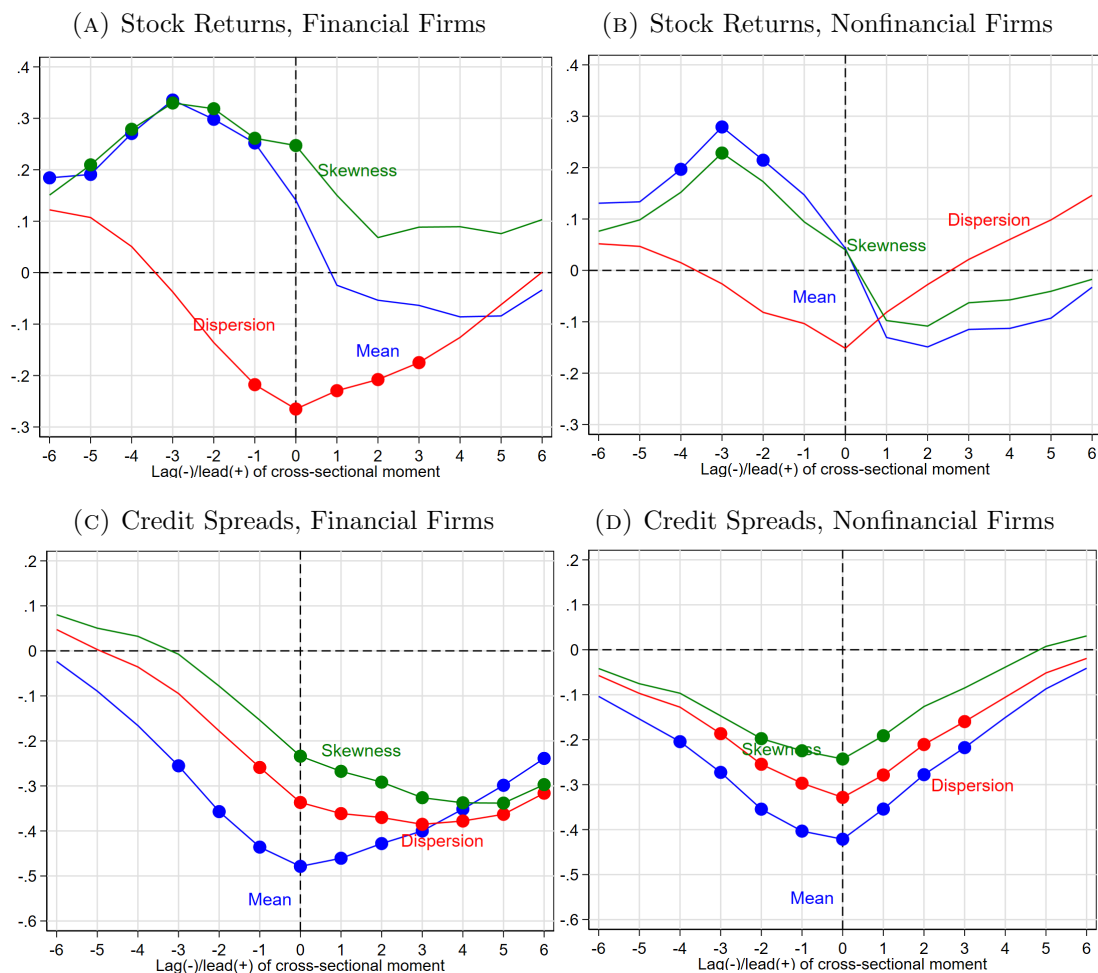 (A) Stock Returns, Financial Firms
.4
.3
.2
.1
0
-.1
-.2
-.3
Skewness
Dispersion
Mean
-6 -5 -4 -3 -2 -1 0 1 2 3 4 5 6
Lag(-)/lead(+) of cross-sectional moment
(B) Stock Returns, Nonfinancial Firms
.4
.3
.2
.1
0
-.1
-.2
-.3
Dispersion
Skewness
Mean
-6 -5 -4 -3 -2 -1 0 1 2 3 4 5 6
Lag(-)/lead(+) of cross-sectional moment
(C) Credit Spreads, Financial Firms
.2
.1
0
-.1
-.2
-.3
-.4
-.5
-.6
Skewness
Dispersion
Mean
-6 -5 -4 -3 -2 -1 0 1 2 3 4 5 6
Lag(-)/lead(+) of cross-sectional moment
(D) Credit Spreads, Nonfinancial Firms
.2
.1
0
-.1
-.2
-.3
-.4
-.5
-.6
Skewness
Dispersion
Mean
-6 -5 -4 -3 -2 -1 0 1 2 3 4 5 6
Lag(-)/lead(+) of cross-sectional moment